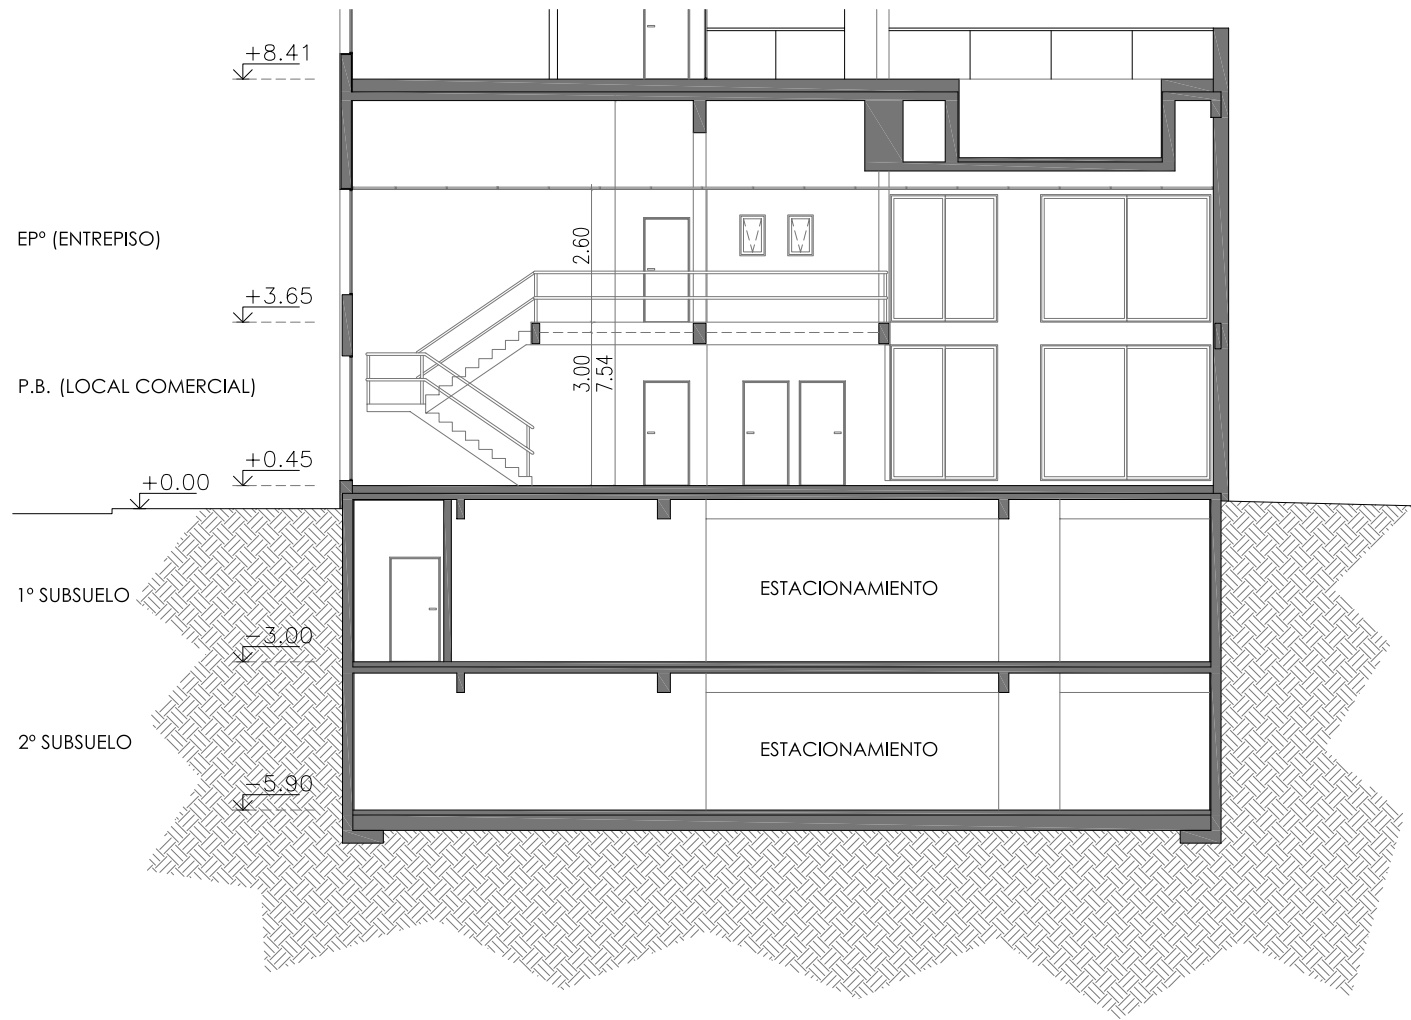 +8.41
EPº (ENTREPISO)
2.60
+3.65
3.00
7.54
P.B. (LOCAL COMERCIAL)
+0.45
+0.00
1º SUBSUELO
ESTACIONAMIENTO
-3.00
2º SUBSUELO
ESTACIONAMIENTO
-5.90